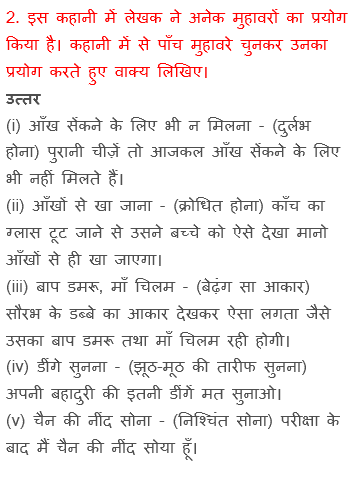 2. इस कहानी में लेखक ने अनेक मुहावरों का प्रयोग
किया है। कहानी में से पाँच मुहावरे चुनकर उनका
प्रयोग करते हुए वाक्य लिखिए।
उत्तर
(i) आँख सेंकने के लिए भी न मिलना - (दुर्लभ
होना) पुरानी चीज़ें तो आजकल आँख सेंकने के लिए
भी नहीं मिलते हैं।
(ii) आँखों से खा जाना - (क्रोधित होना) काँच का
ग्लास टूट जाने से उसने बच्चे को ऐसे देखा मानो
आँखों से ही खा जाएगा।
(iii) बाप डमरू, माँ चिलम - (बेढ़ंग सा आकार)
सौरभ के डब्बे का आकार देखकर ऐसा लगता जैसे
उसका बाप डमरू तथा माँ चिलम रही होगी।
(iv) डींगे सुनना - (झूठ-मूठ की तारीफ सुनना)
अपनी बहादुरी की इतनी डींगें मत सुनाओ।
(v) चैन की नींद सोना - (निश्चिंत सोना) परीक्षा के
बाद मैं चैन की नींद सोया हूँ।